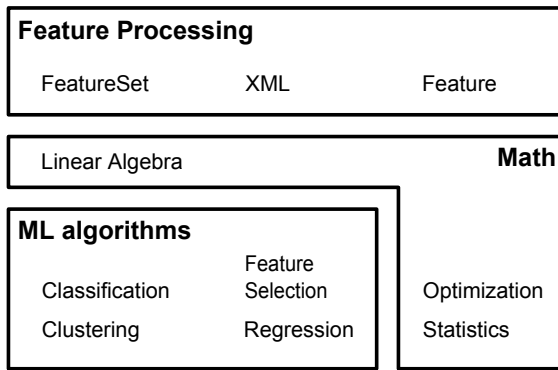 Feature Processing
FeatureSet XML Feature
Linear Algebra Math
ML algorithms
Feature
Classification Selection Optimization
Clustering Regression Statistics